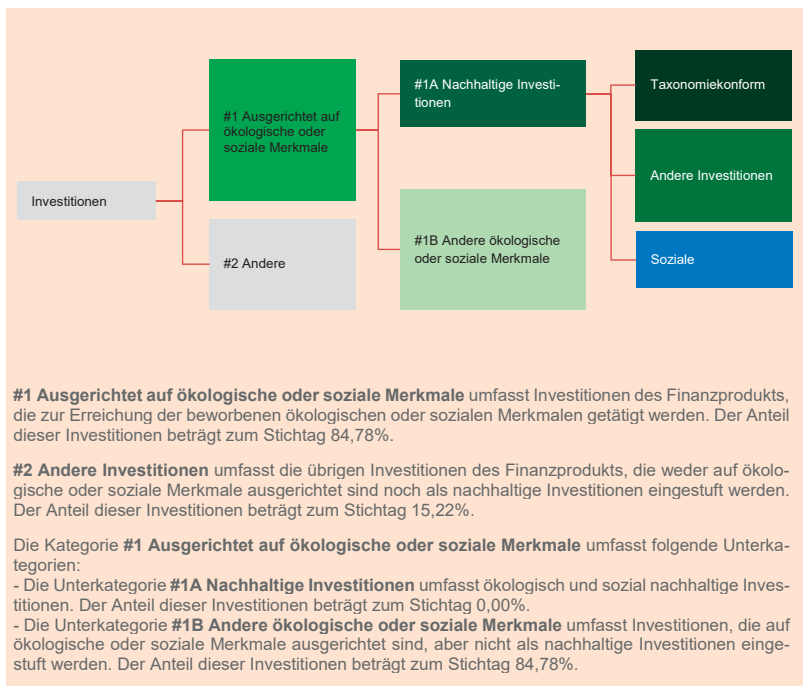 #1 Ausgerichtet auf
ökologische oder
soziale Merkmale
#1A Nachhaltige Investi-
tionen
Taxonomiekonform
Andere Investitionen
Investitionen
#2 Andere
#1B Andere ökologische
oder soziale Merkmale
Soziale
#1 Ausgerichtet auf ökologische oder soziale Merkmale umfasst Investitionen des Finanzprodukts,
die zur Erreichung der beworbenen ökologischen oder sozialen Merkmalen getätigt werden. Der Anteil
dieser Investitionen beträgt zum Stichtag 84,78%.
#2 Andere Investitionen umfasst die übrigen Investitionen des Finanzprodukts, die weder auf ökolo-
gische oder soziale Merkmale ausgerichtet sind noch als nachhaltige Investitionen eingestuft werden.
Der Anteil dieser Investitionen beträgt zum Stichtag 15,22%.
Die Kategorie #1 Ausgerichtet auf ökologische oder soziale Merkmale umfasst folgende Unterka-
tegorien:
- Die Unterkategorie #1A Nachhaltige Investitionen umfasst ökologisch und sozial nachhaltige Inves-
titionen. Der Anteil dieser Investitionen beträgt zum Stichtag 0,00%.
- Die Unterkategorie #1B Andere ökologische oder soziale Merkmale umfasst Investitionen, die auf
ökologische oder soziale Merkmale ausgerichtet sind, aber nicht als nachhaltige Investitionen einge-
stuft werden. Der Anteil dieser Investitionen beträgt zum Stichtag 84,78%.